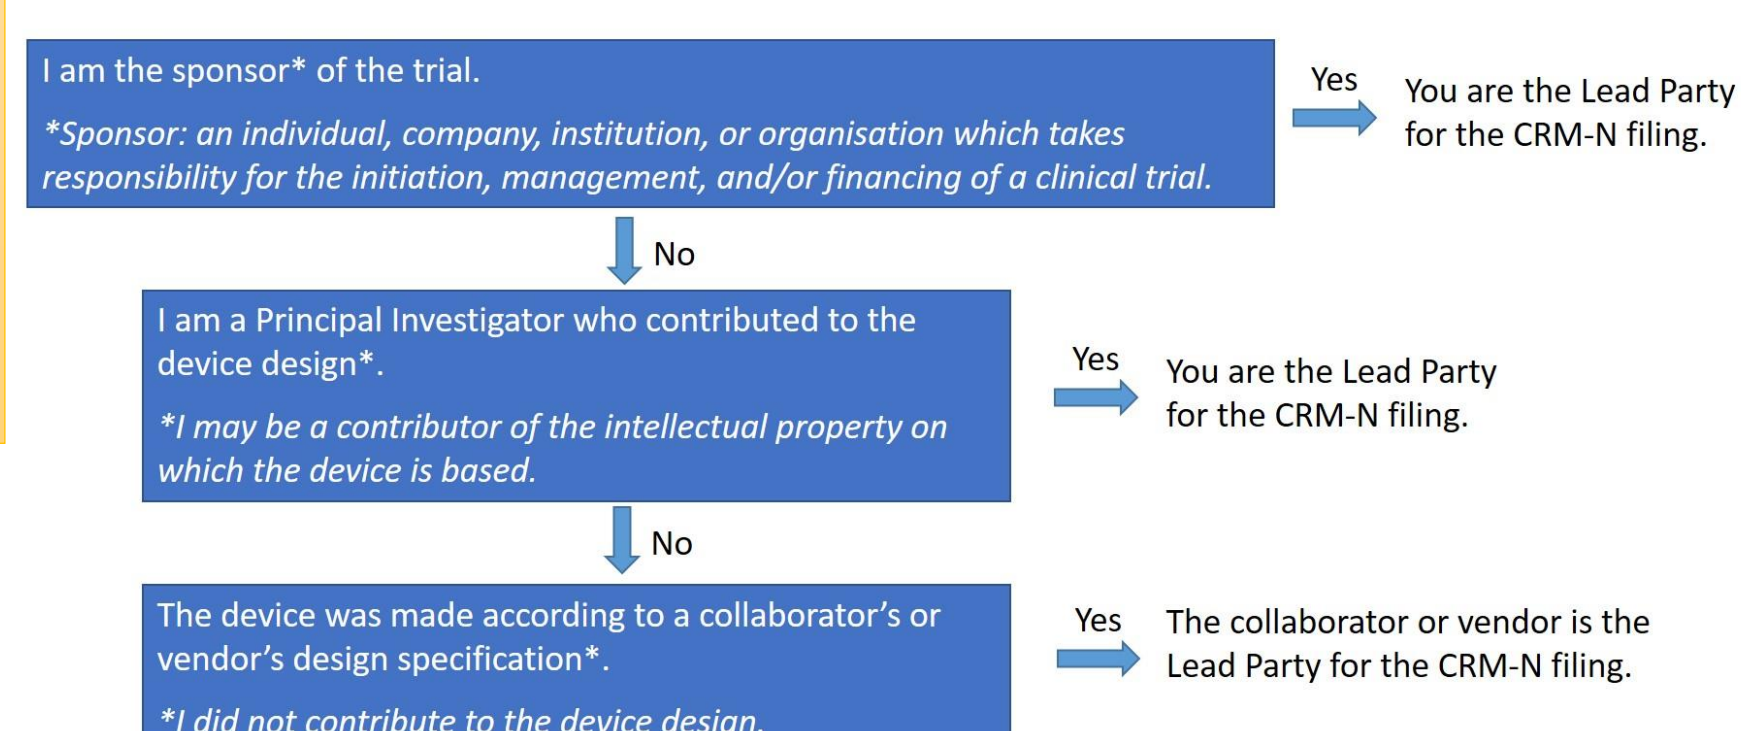 I am the sponsor* of the trial.
*Sponsor: an individual, company, institution, or organisation which takes
responsibility for the initiation, management, and/or financing of a clinical trial.
Yes
You are the Lead Party
for the CRM-N filing.
No
I am a Principal Investigator who contributed to the
device design*.
*I may be a contributor of the intellectual property on
which the device is based.
Yes
You are the Lead Party
for the CRM-N filing.
No
The device was made according to a collaborator’s or
vendor’s design specification*.
*I did not contribute to the device design.
Yes
The collaborator or vendor is the
Lead Party for the CRM-N filing.